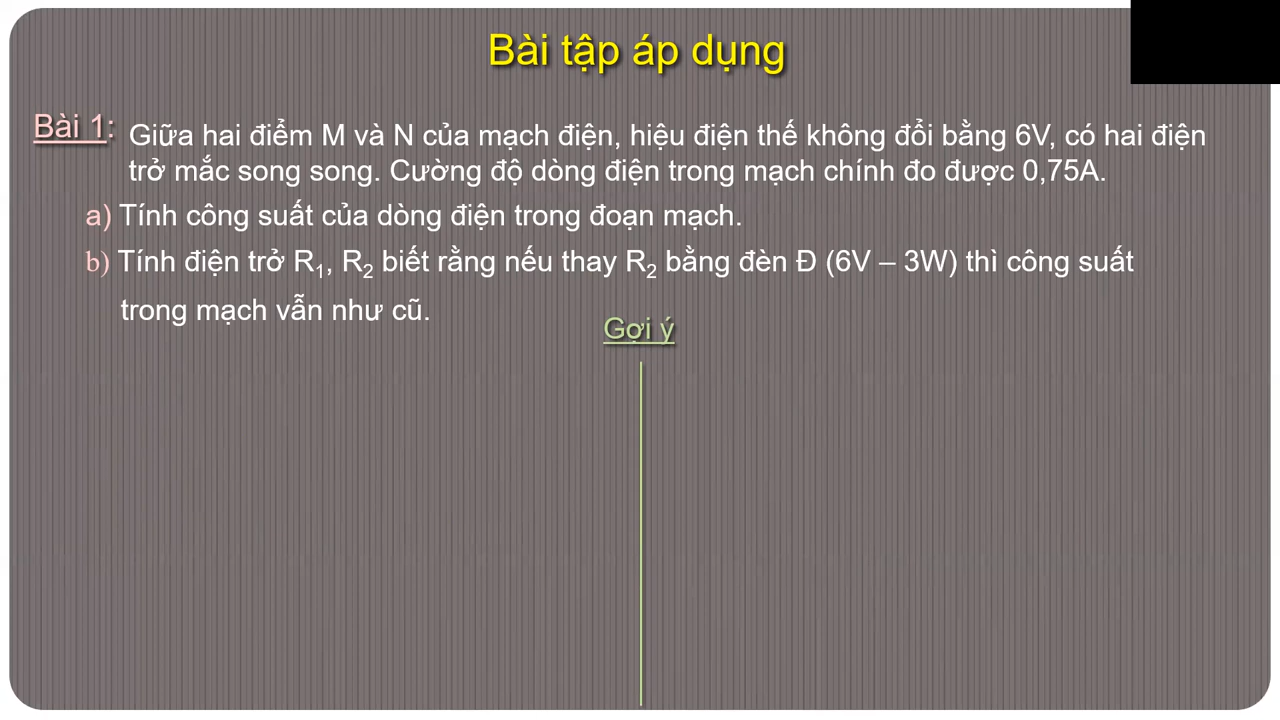 Bài tập áp dụng
Bài 1: Giữa hai điểm M và N của mạch điện, hiệu điện thế không đổi bằng 6V, có hai điện
trở mắc song song. Cường độ dòng điện trong mạch chính đo được 0,75A.
a) Tính công suất của dòng điện trong đoạn mạch.
b) Tính điện trở R₁, R₂ biết rằng nếu thay R₂ bằng đèn Đ (6V – 3W) thì công suất
trong mạch vẫn như cũ.
Gợi ý